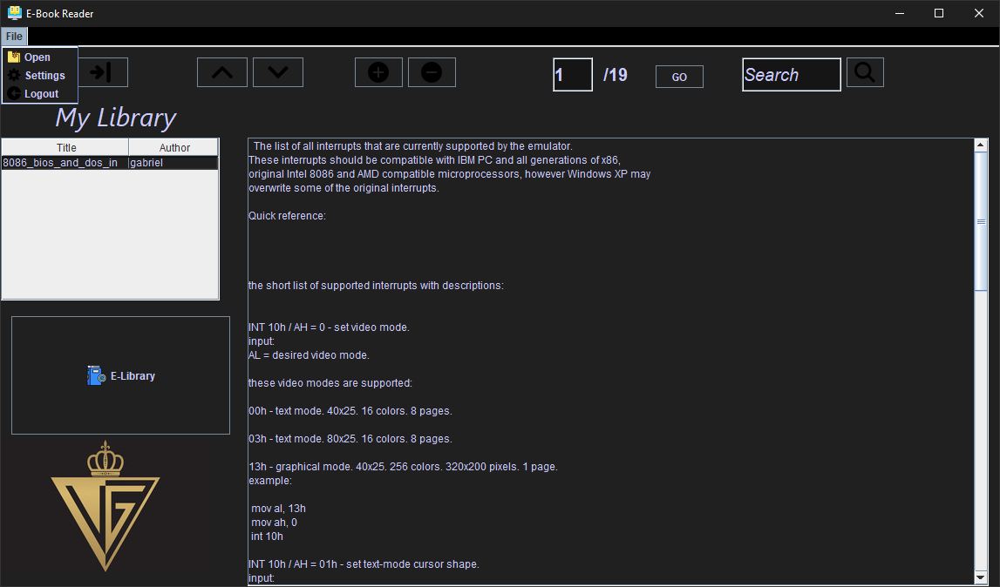 E-Book Reader
File
Open
Settings
Logout
1 /19 GO Search
My Library
Title Author
8086_bios_and_dos_in gabriel
E-Library
VG
The list of all interrupts that are currently supported by the emulator.
These interrupts should be compatible with IBM PC and all generations of x86,
original Intel 8086 and AMD compatible microprocessors, however Windows XP may
overwrite some of the original interrupts.
Quick reference:
the short list of supported interrupts with descriptions:
INT 10h / AH = 0 - set video mode.
input:
AL = desired video mode.
these video modes are supported:
00h - text mode. 40x25. 16 colors. 8 pages.
03h - text mode. 80x25. 16 colors. 8 pages.
13h - graphical mode. 40x25. 256 colors. 320x200 pixels. 1 page.
example:
mov al, 13h
mov ah, 0
int 10h
INT 10h / AH = 01h - set text-mode cursor shape.
input: